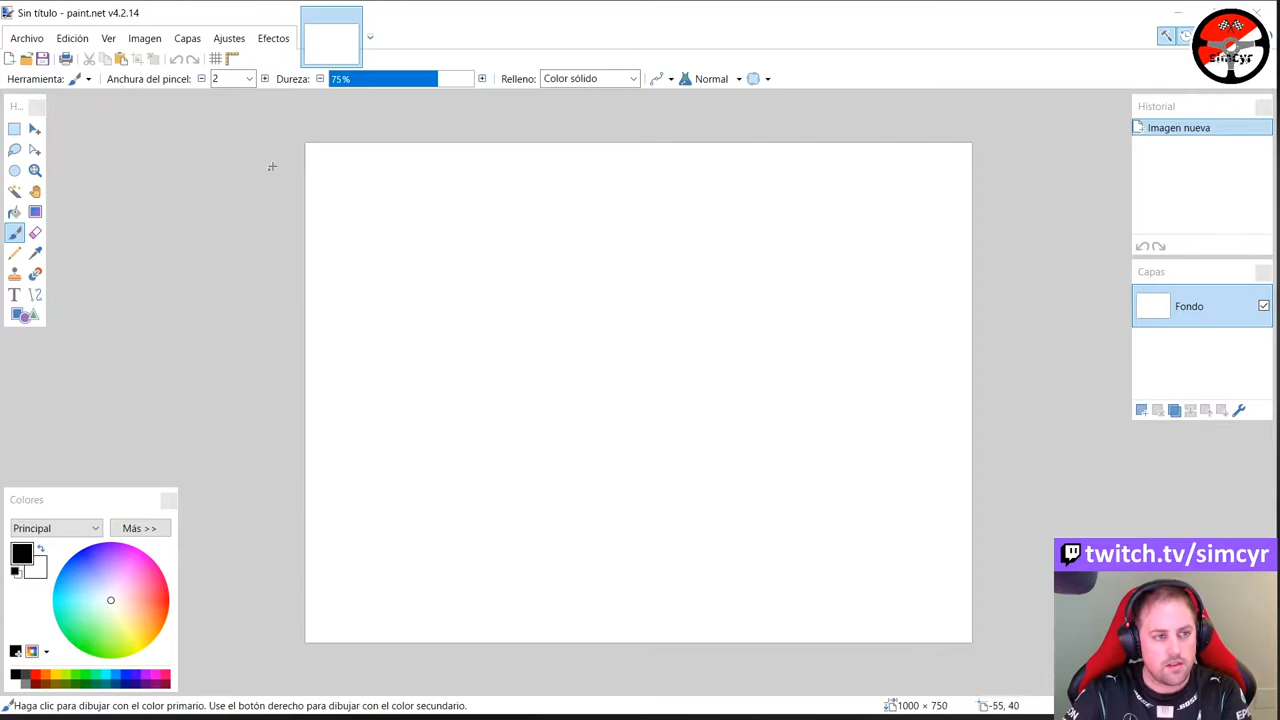 Sin título - paint.net v4.2.14
Archivo Edición Ver Imagen Capas Ajustes Efectos
Herramienta: Anchura del pincel: 2 Dureza: 75% Relleno: Color sólido Normal
H...
Historial
Imagen nueva
Capas
Fondo
Colores
Principal Más >>
twitch.tv/simcyr
simcyr
Haga clic para dibujar con el color primario. Use el botón derecho para dibujar con el color secundario. 1000 × 750 -55, 40